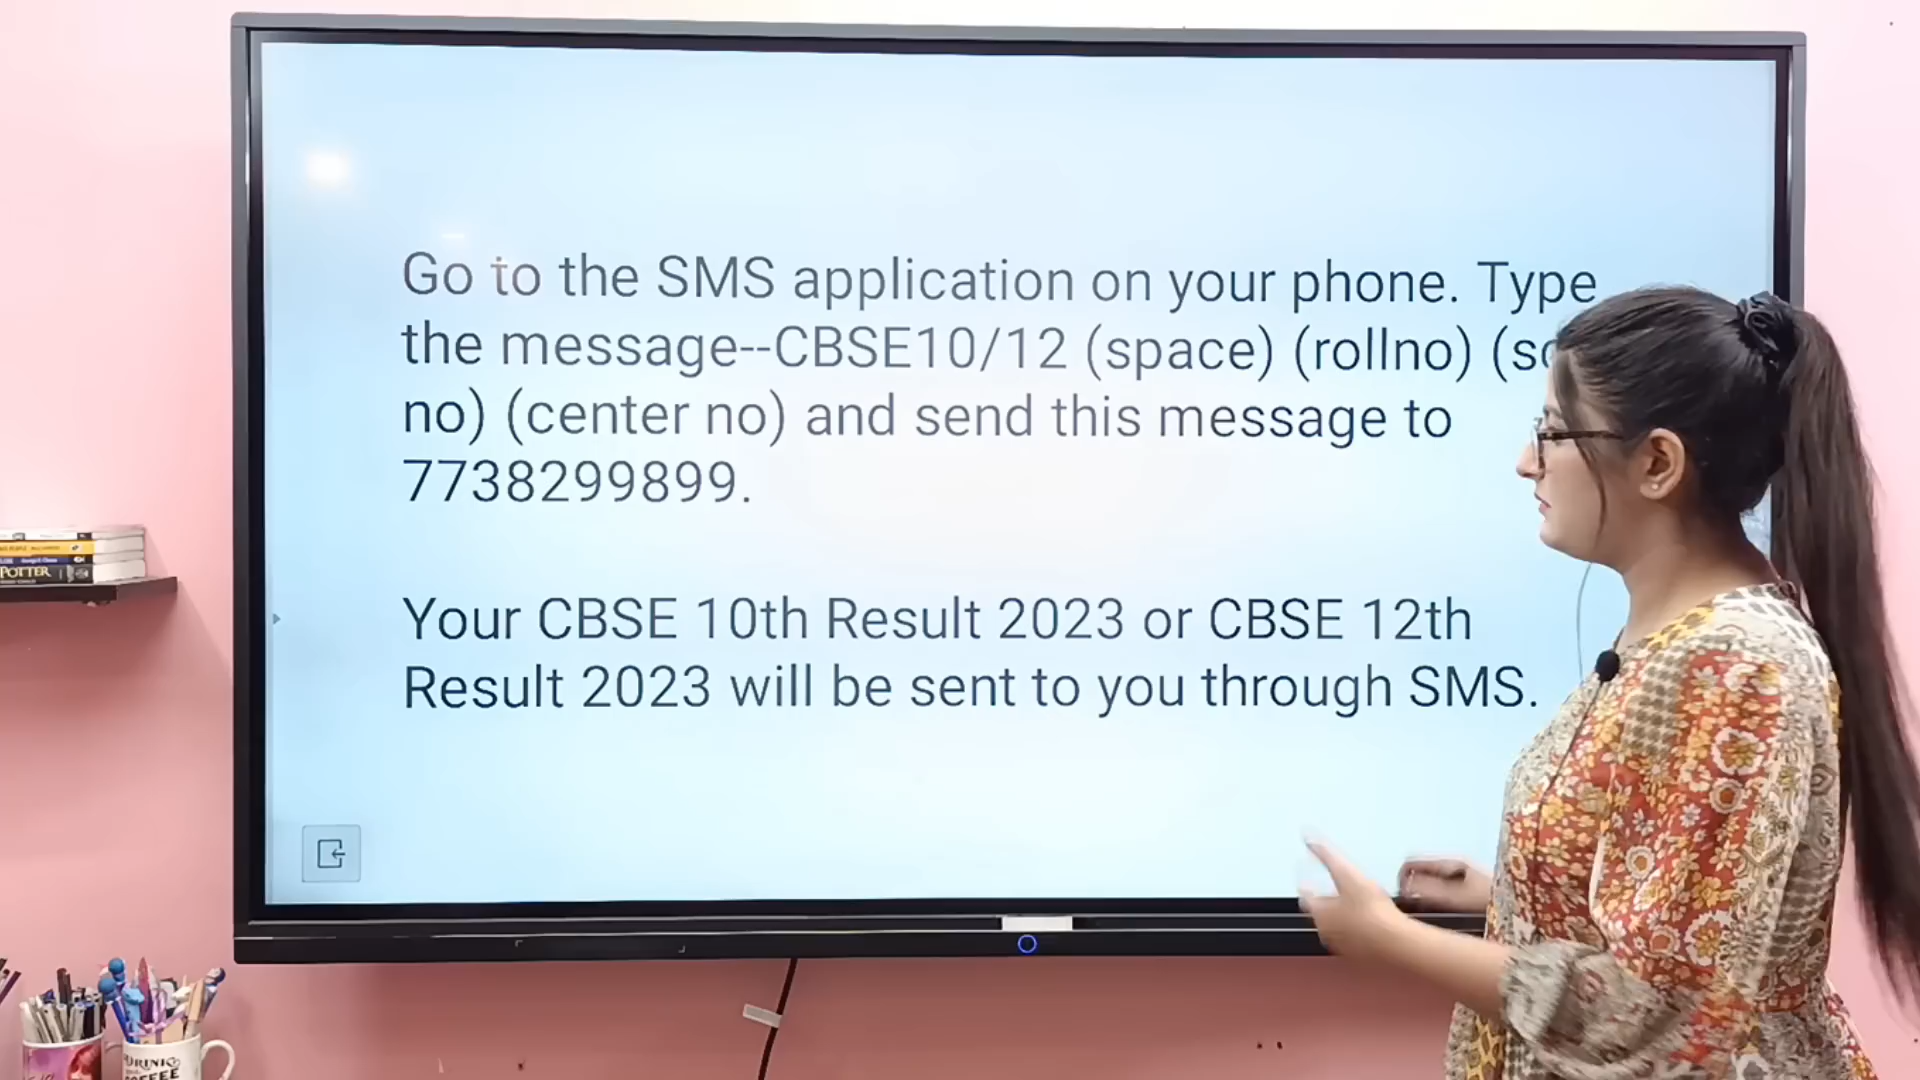 Go to the SMS application on your phone. Type
the message--CBSE10/12 (space) (rollno)
no) (center no) and send this message to
7738299899.
Your CBSE 10th Result 2023 or CBSE 12th
Result 2023 will be sent to you through SMS.
POTTER
DRINK
COFFEE